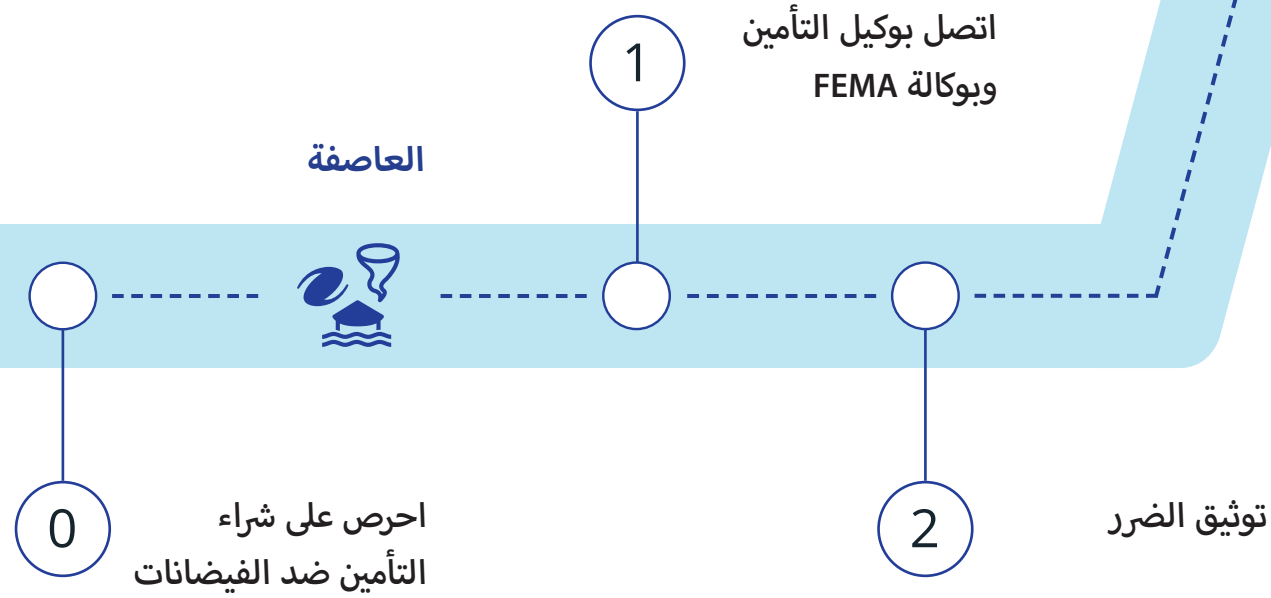 0
احرص على شراء
التأمين ضد الفيضانات
العاصفة
1
اتصل بوكيل التأمين
وبوكالة FEMA
2
توثيق الضرر